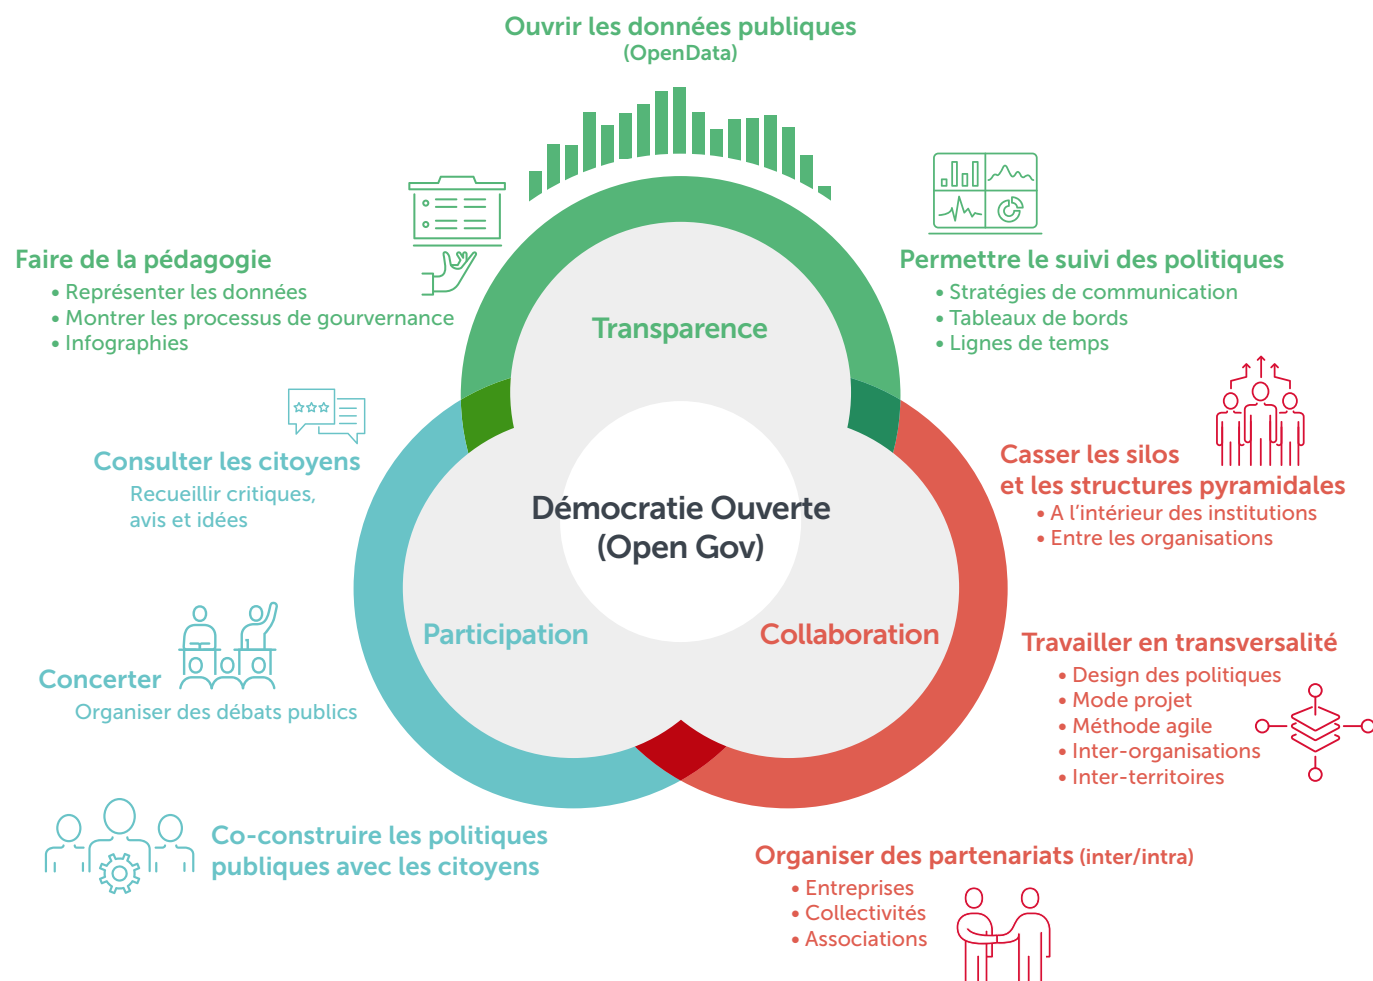 Ouvrir les données publiques
(OpenData)
Faire de la pédagogie
• Représenter les données
• Montrer les processus de gourvernance
• Infographies
Permettre le suivi des politiques
• Stratégies de communication
• Tableaux de bords
• Lignes de temps
Transparence
Consulter les citoyens
Recueillir critiques,
avis et idées
Casser les silos
et les structures pyramidales
• A l’intérieur des institutions
• Entre les organisations
Démocratie Ouverte
(Open Gov)
Participation
Collaboration
Concerter
Organiser des débats publics
Travailler en transversalité
• Design des politiques
• Mode projet
• Méthode agile
• Inter-organisations
• Inter-territoires
Co-construire les politiques
publiques avec les citoyens
Organiser des partenariats (inter/intra)
• Entreprises
• Collectivités
• Associations